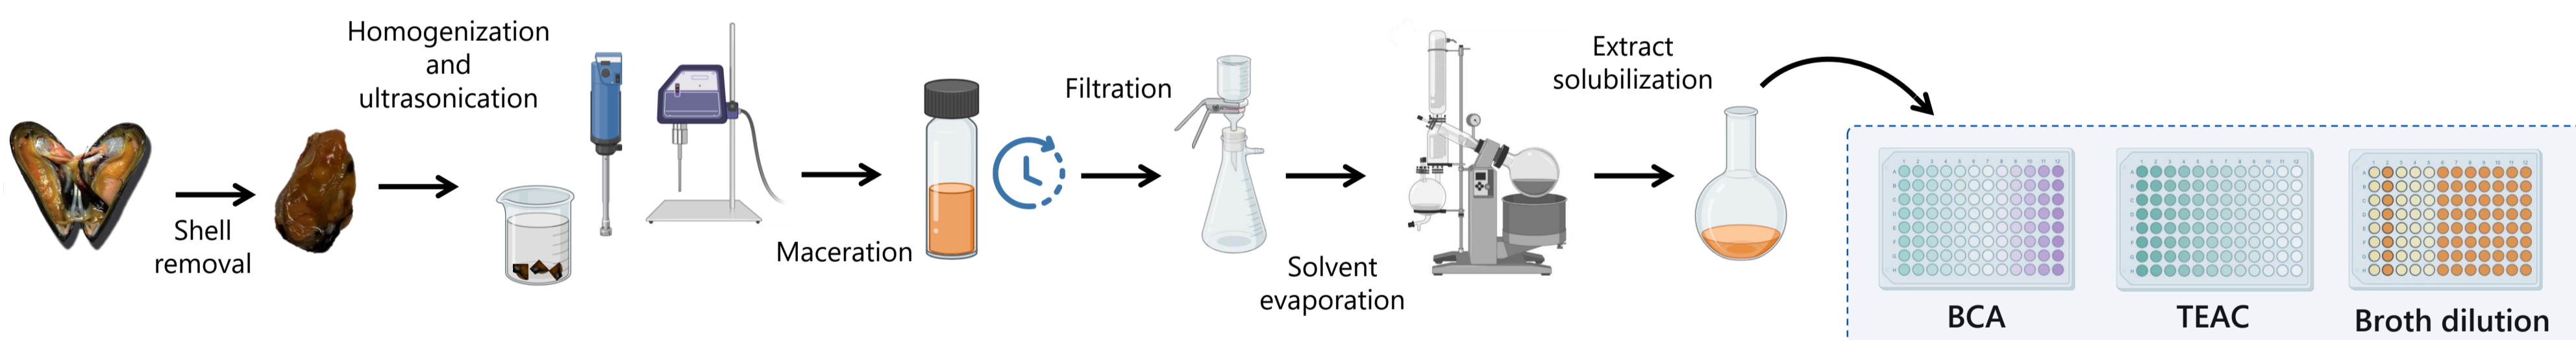 Homogenization
and
ultrasonication
Shell
removal
Maceration
Filtration
Solvent
evaporation
Extract
solubilization
BCA
TEAC
Broth dilution